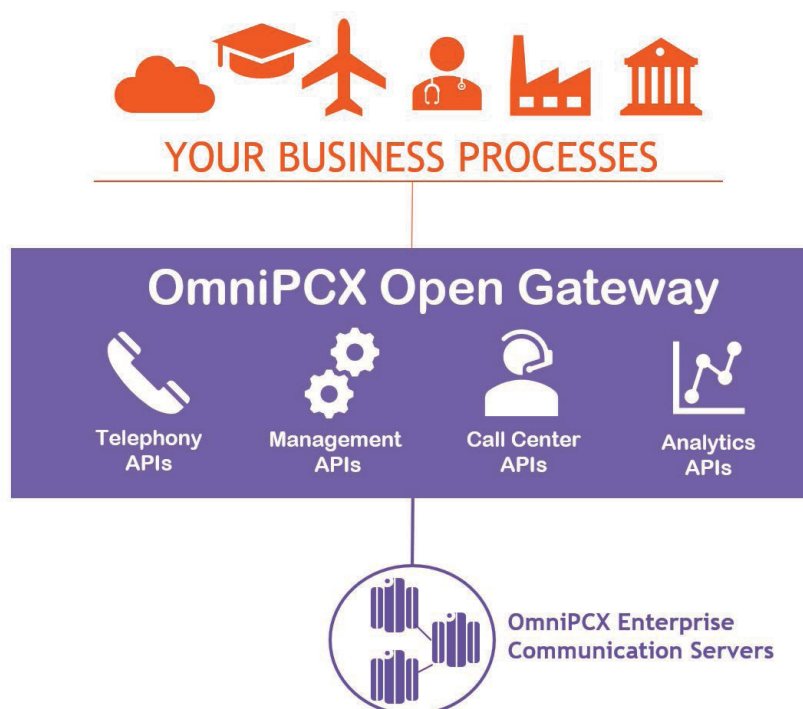 YOUR BUSINESS PROCESSES
OmniPCX Open Gateway
Telephony
APIs
Management
APIs
Call Center
APIs
Analytics
APIs
OmniPCX Enterprise
Communication Servers